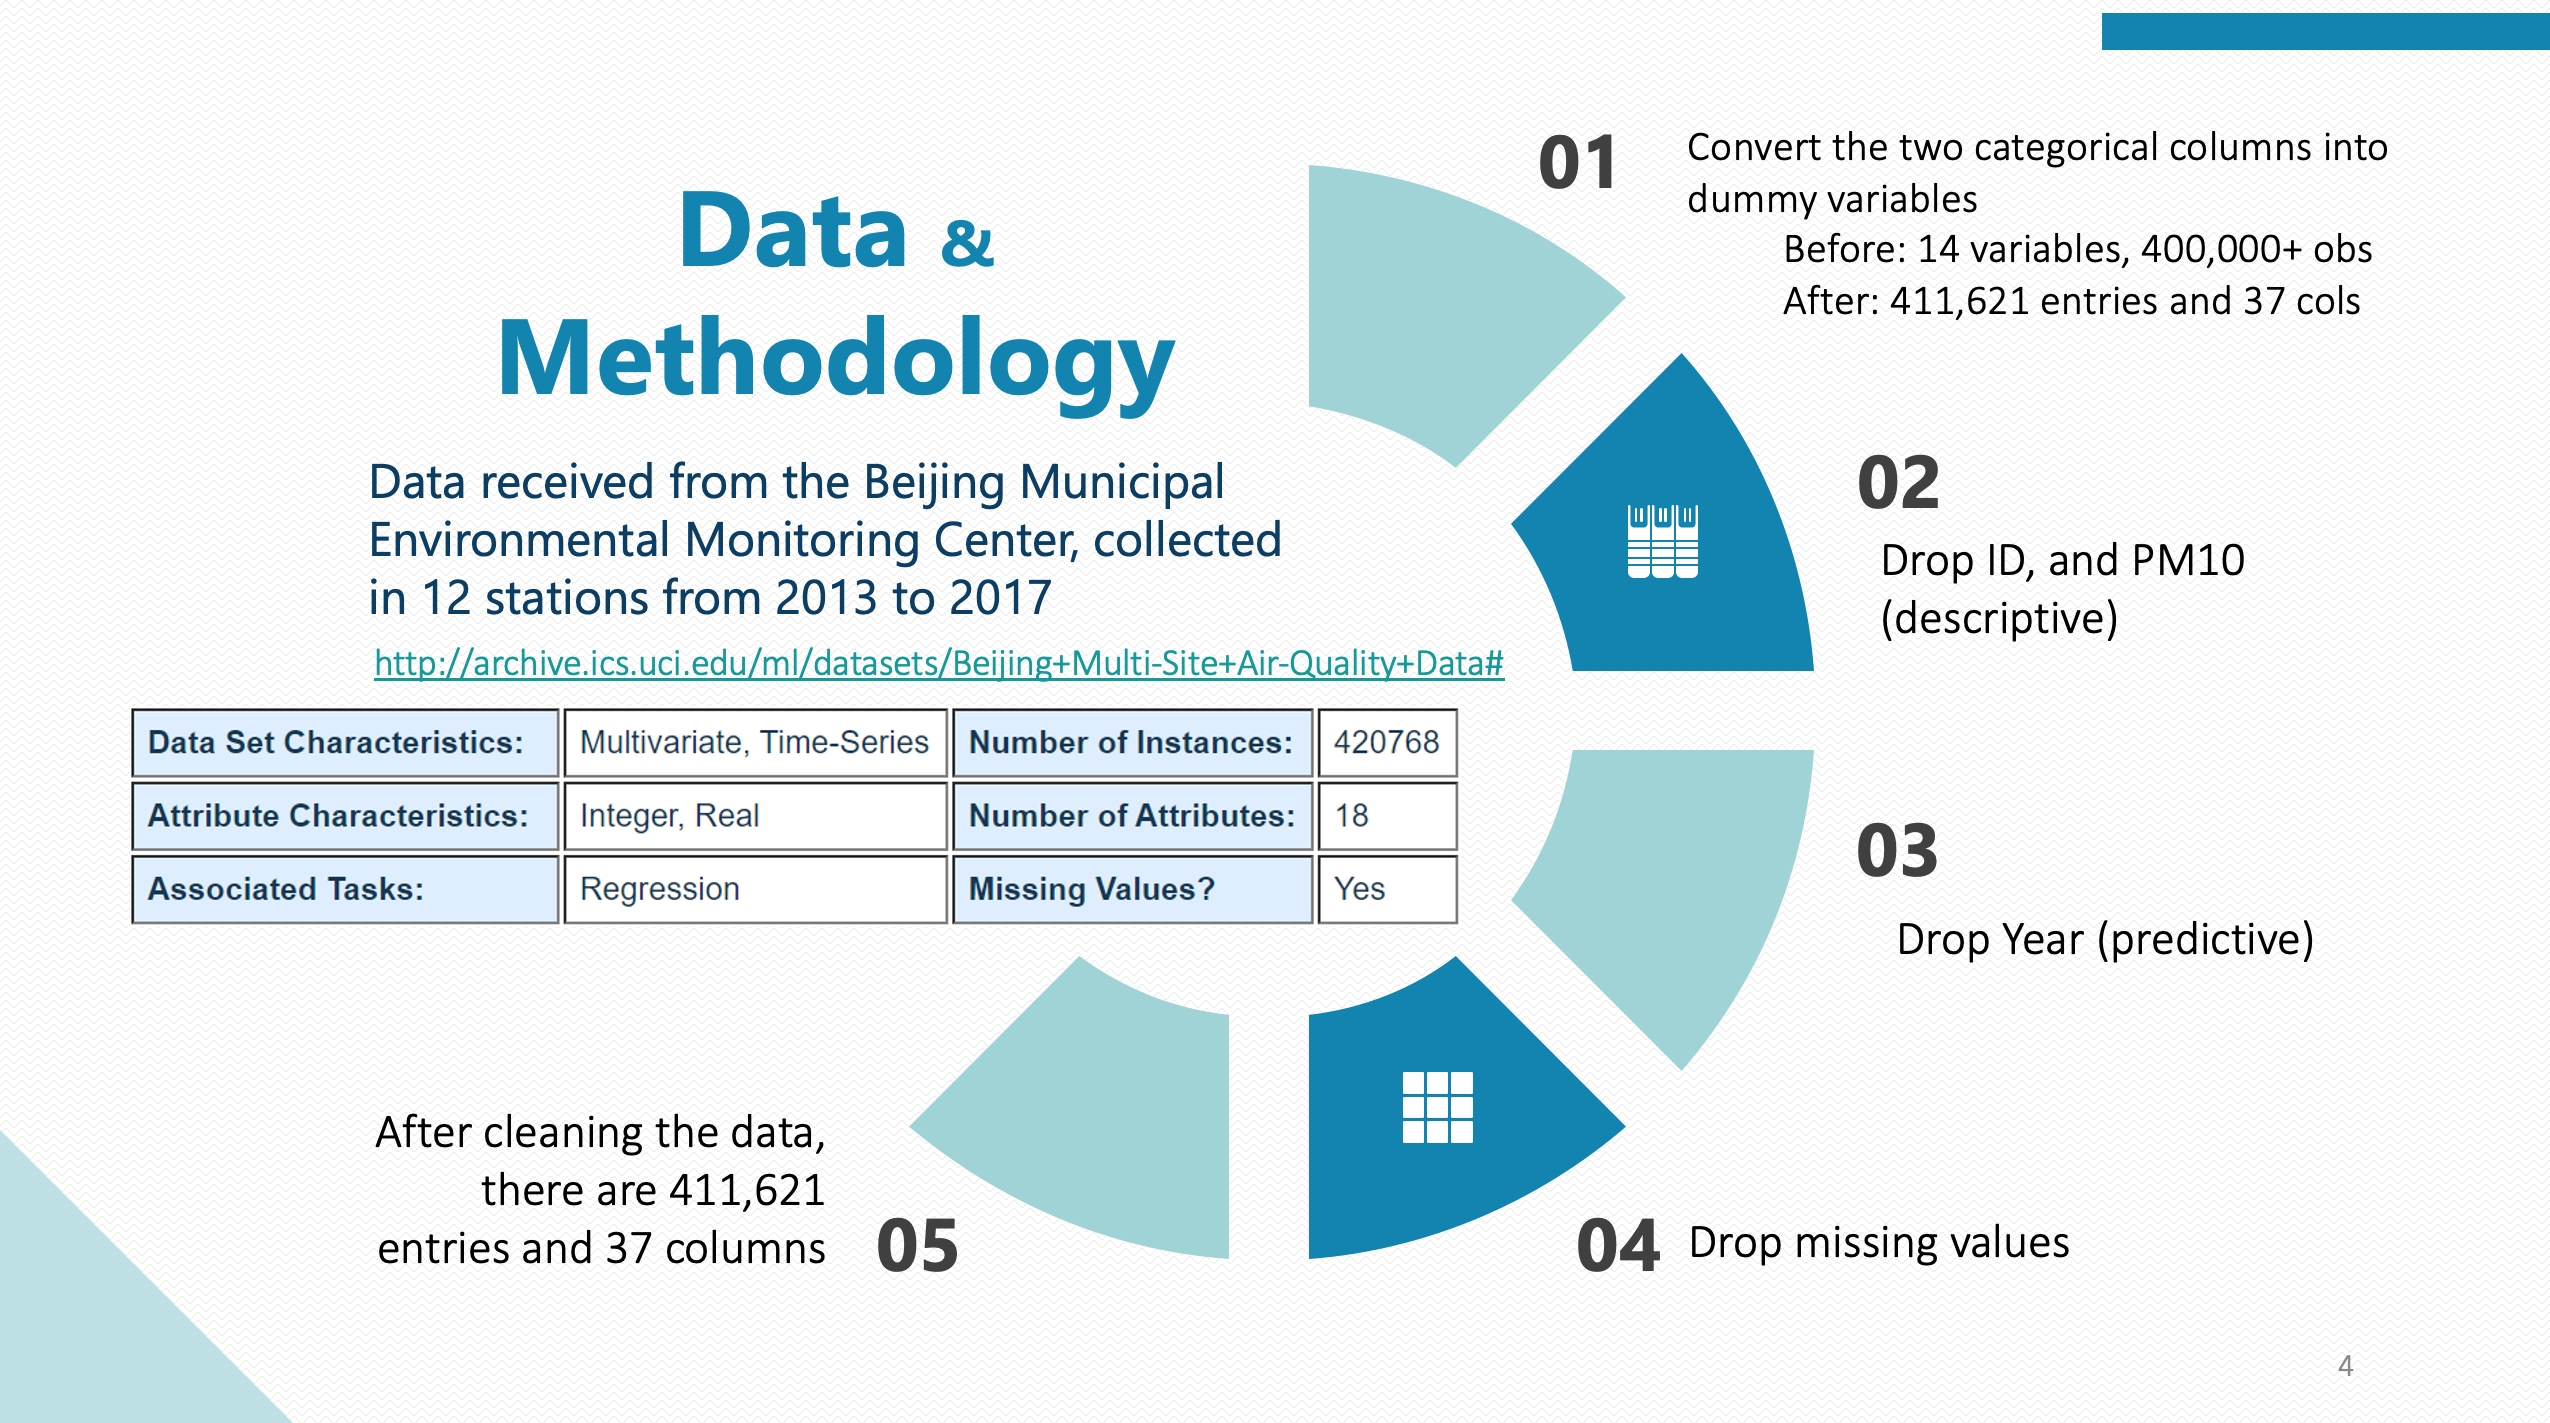 Data &
Methodology
Data received from the Beijing Municipal
Environmental Monitoring Center, collected
in 12 stations from 2013 to 2017
http://archive.ics.uci.edu/ml/datasets/Beijing+Multi-Site+Air-Quality+Data#
Data Set Characteristics: Multivariate, Time-Series Number of Instances: 420768
Attribute Characteristics: Integer, Real Number of Attributes: 18
Associated Tasks: Regression Missing Values? Yes
01
Convert the two categorical columns into
dummy variables
Before: 14 variables, 400,000+ obs
After: 411,621 entries and 37 cols
02
Drop ID, and PM10
(descriptive)
03
Drop Year (predictive)
04 Drop missing values
After cleaning the data,
there are 411,621
entries and 37 columns
05
4